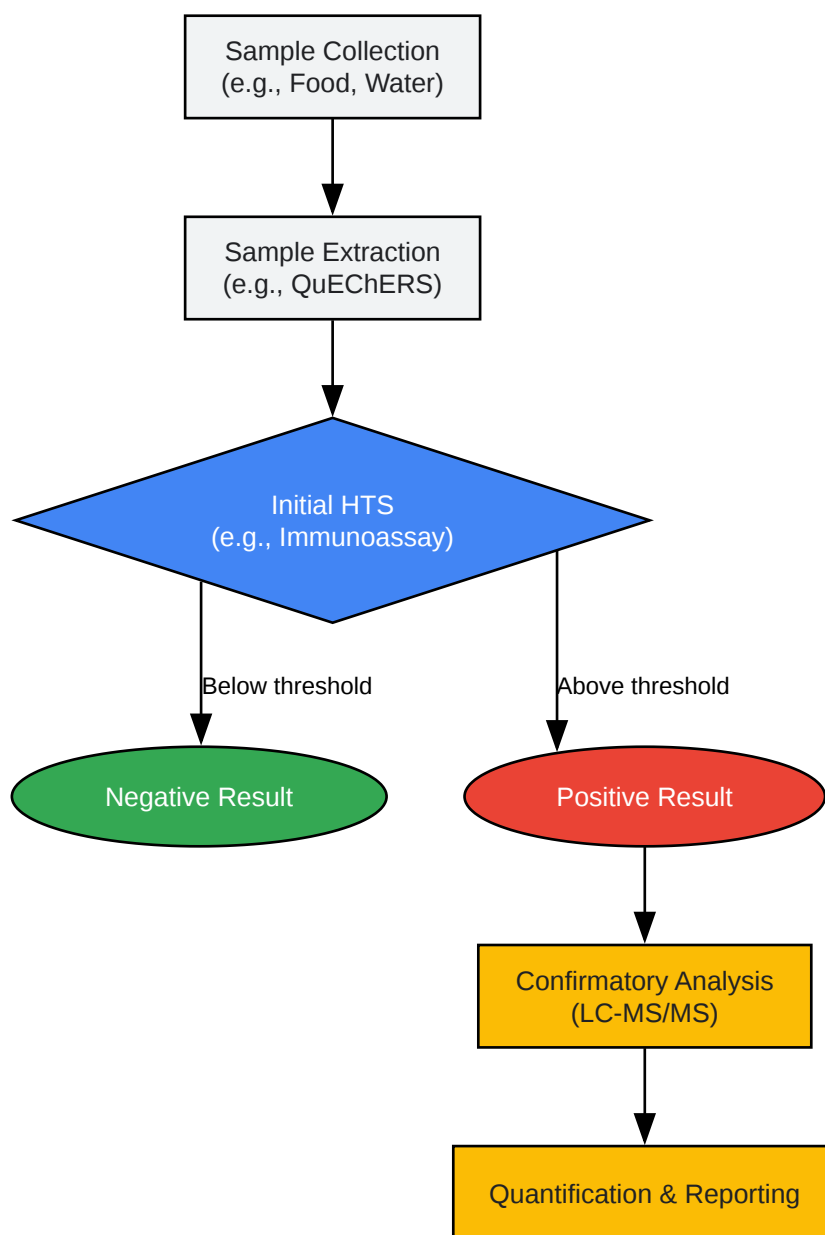 Sample Collection
(e.g., Food, Water)
Sample Extraction
(e.g., QuEChERS)
Initial HTS
(e.g., Immunoassay)
Below threshold
Above threshold
Negative Result
Positive Result
Confirmatory Analysis
(LC-MS/MS)
Quantification & Reporting